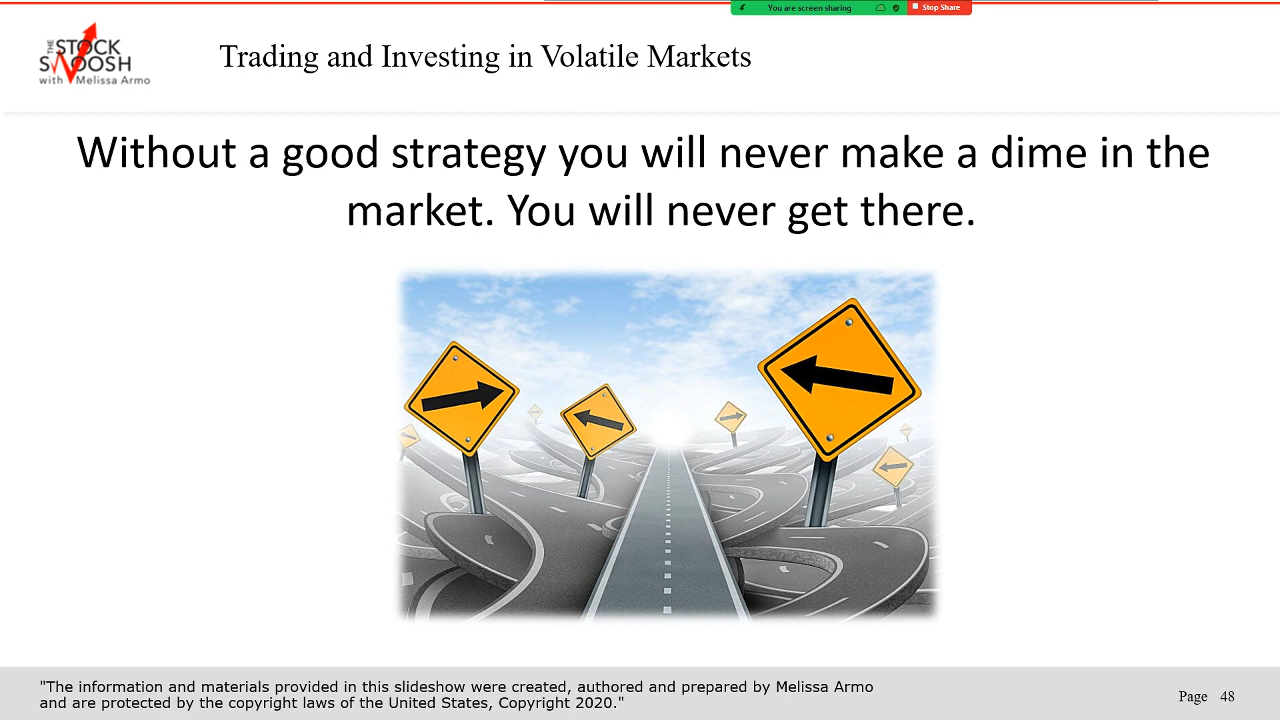 You are screen sharing
Stop Share
THE
STOCK
SWOOSH
with Melissa Armo
Trading and Investing in Volatile Markets
Without a good strategy you will never make a dime in the
market. You will never get there.
"The information and materials provided in this slideshow were created, authored and prepared by Melissa Armo
and are protected by the copyright laws of the United States, Copyright 2020."
Page 48